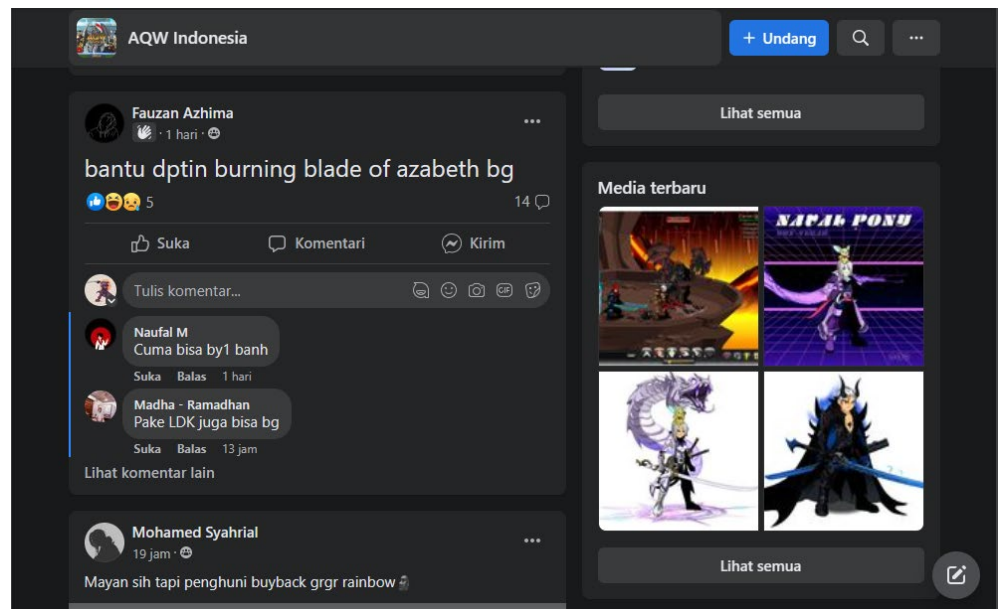 AQW Indonesia
+ Undang
Fauzan Azhima
1 hari
bantu dptin burning blade of azabeth bg
5
14
Suka
Komentari
Kirim
Tulis komentar...
GIF
Naufal M
Cuma bisa by1 banh
Suka Balas 1 hari
Madha - Ramadhan
Pake LDK juga bisa bg
Suka Balas 13 jam
Lihat komentar lain
Mohamed Syahrial
19 jam
Mayan sih tapi penghuni buyback grgr rainbow
Lihat semua
Media terbaru
NAVAL PONY
Lihat semua